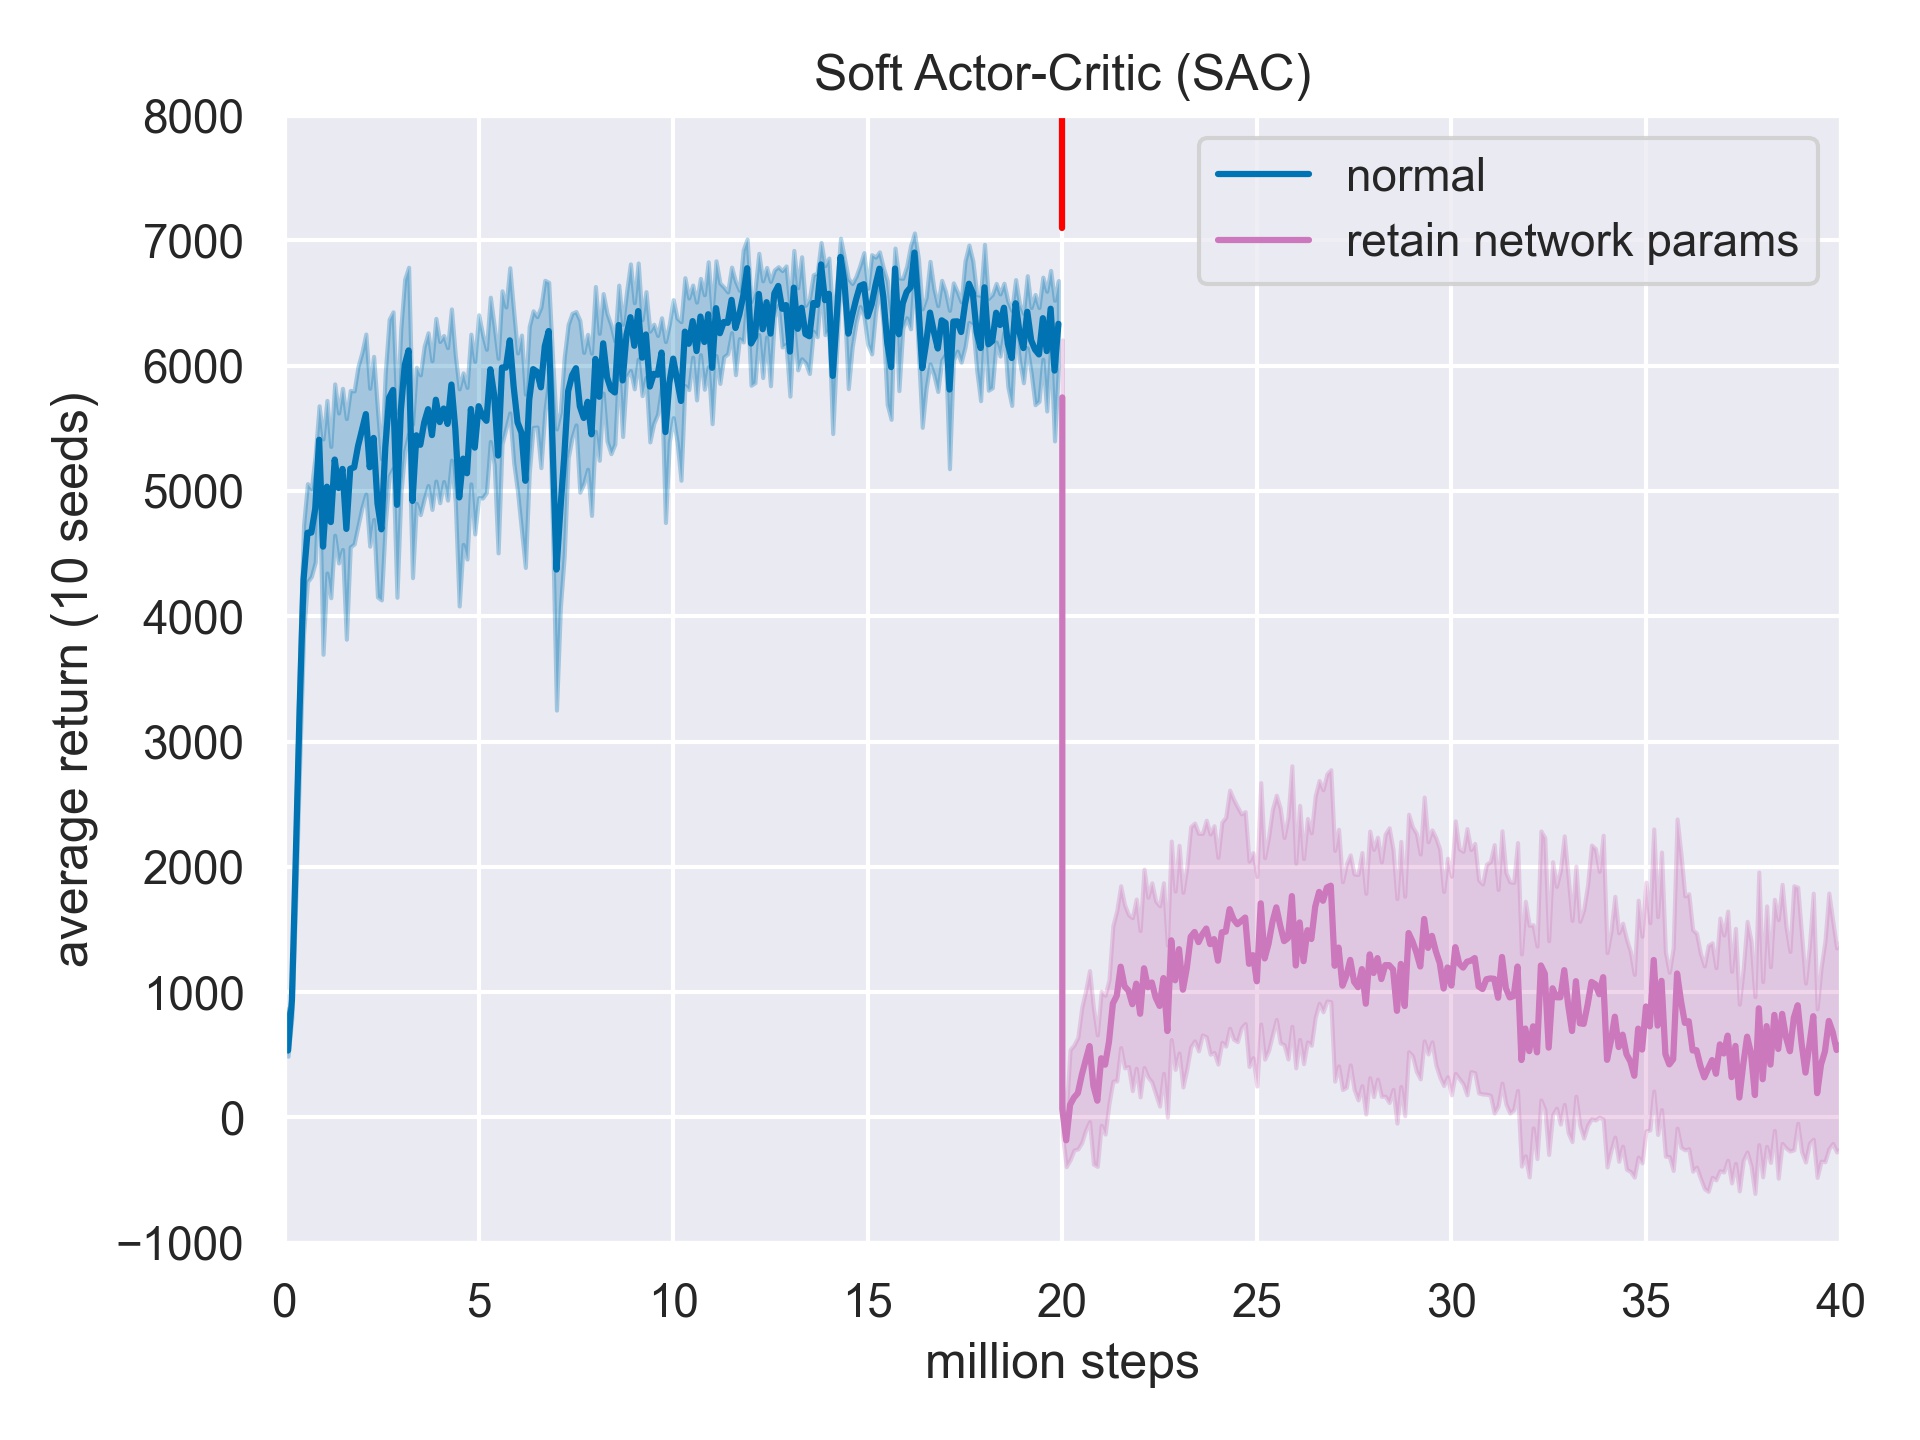 Soft Actor-Critic (SAC)
8000
7000
6000
5000
4000
3000
2000
1000
0
−1000
average return (10 seeds)
normal
retain network params
0 5 10 15 20 25 30 35 40
million steps